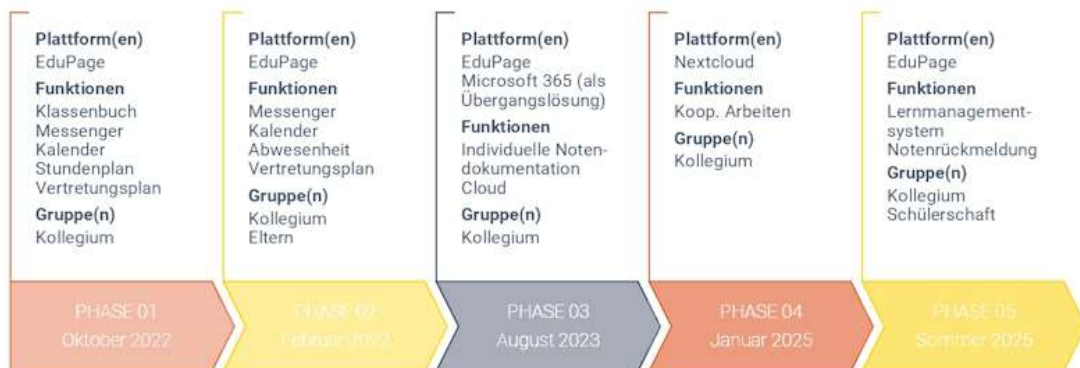 Plattform(en)
EduPage
Funktionen
Klassenbuch
Messenger
Kalender
Stundenplan
Vertretungsplan
Gruppe(n)
Kollegium
PHASE 01
Oktober 2022
Plattform(en)
EduPage
Funktionen
Messenger
Kalender
Abwesenheit
Vertretungsplan
Gruppe(n)
Kollegium
Eltern
PHASE 02
Februar 2022
Plattform(en)
EduPage
Microsoft 365 (als
Übergangslösung)
Funktionen
Individuelle Noten-
dokumentation
Cloud
Gruppe(n)
Kollegium
PHASE 03
August 2023
Plattform(en)
Nextcloud
Funktionen
Koop. Arbeiten
Gruppe(n)
Kollegium
PHASE 04
Januar 2025
Plattform(en)
EduPage
Funktionen
Lernmanagement-
system
Notenrückmeldung
Gruppe(n)
Kollegium
Schülerschaft
PHASE 05
Sommer 2025